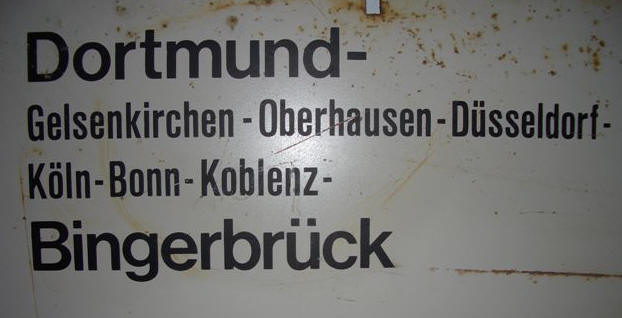 Dortmund-
Gelsenkirchen - Oberhausen - Düsseldorf-
Köln - Bonn - Koblenz-
Bingerbrück